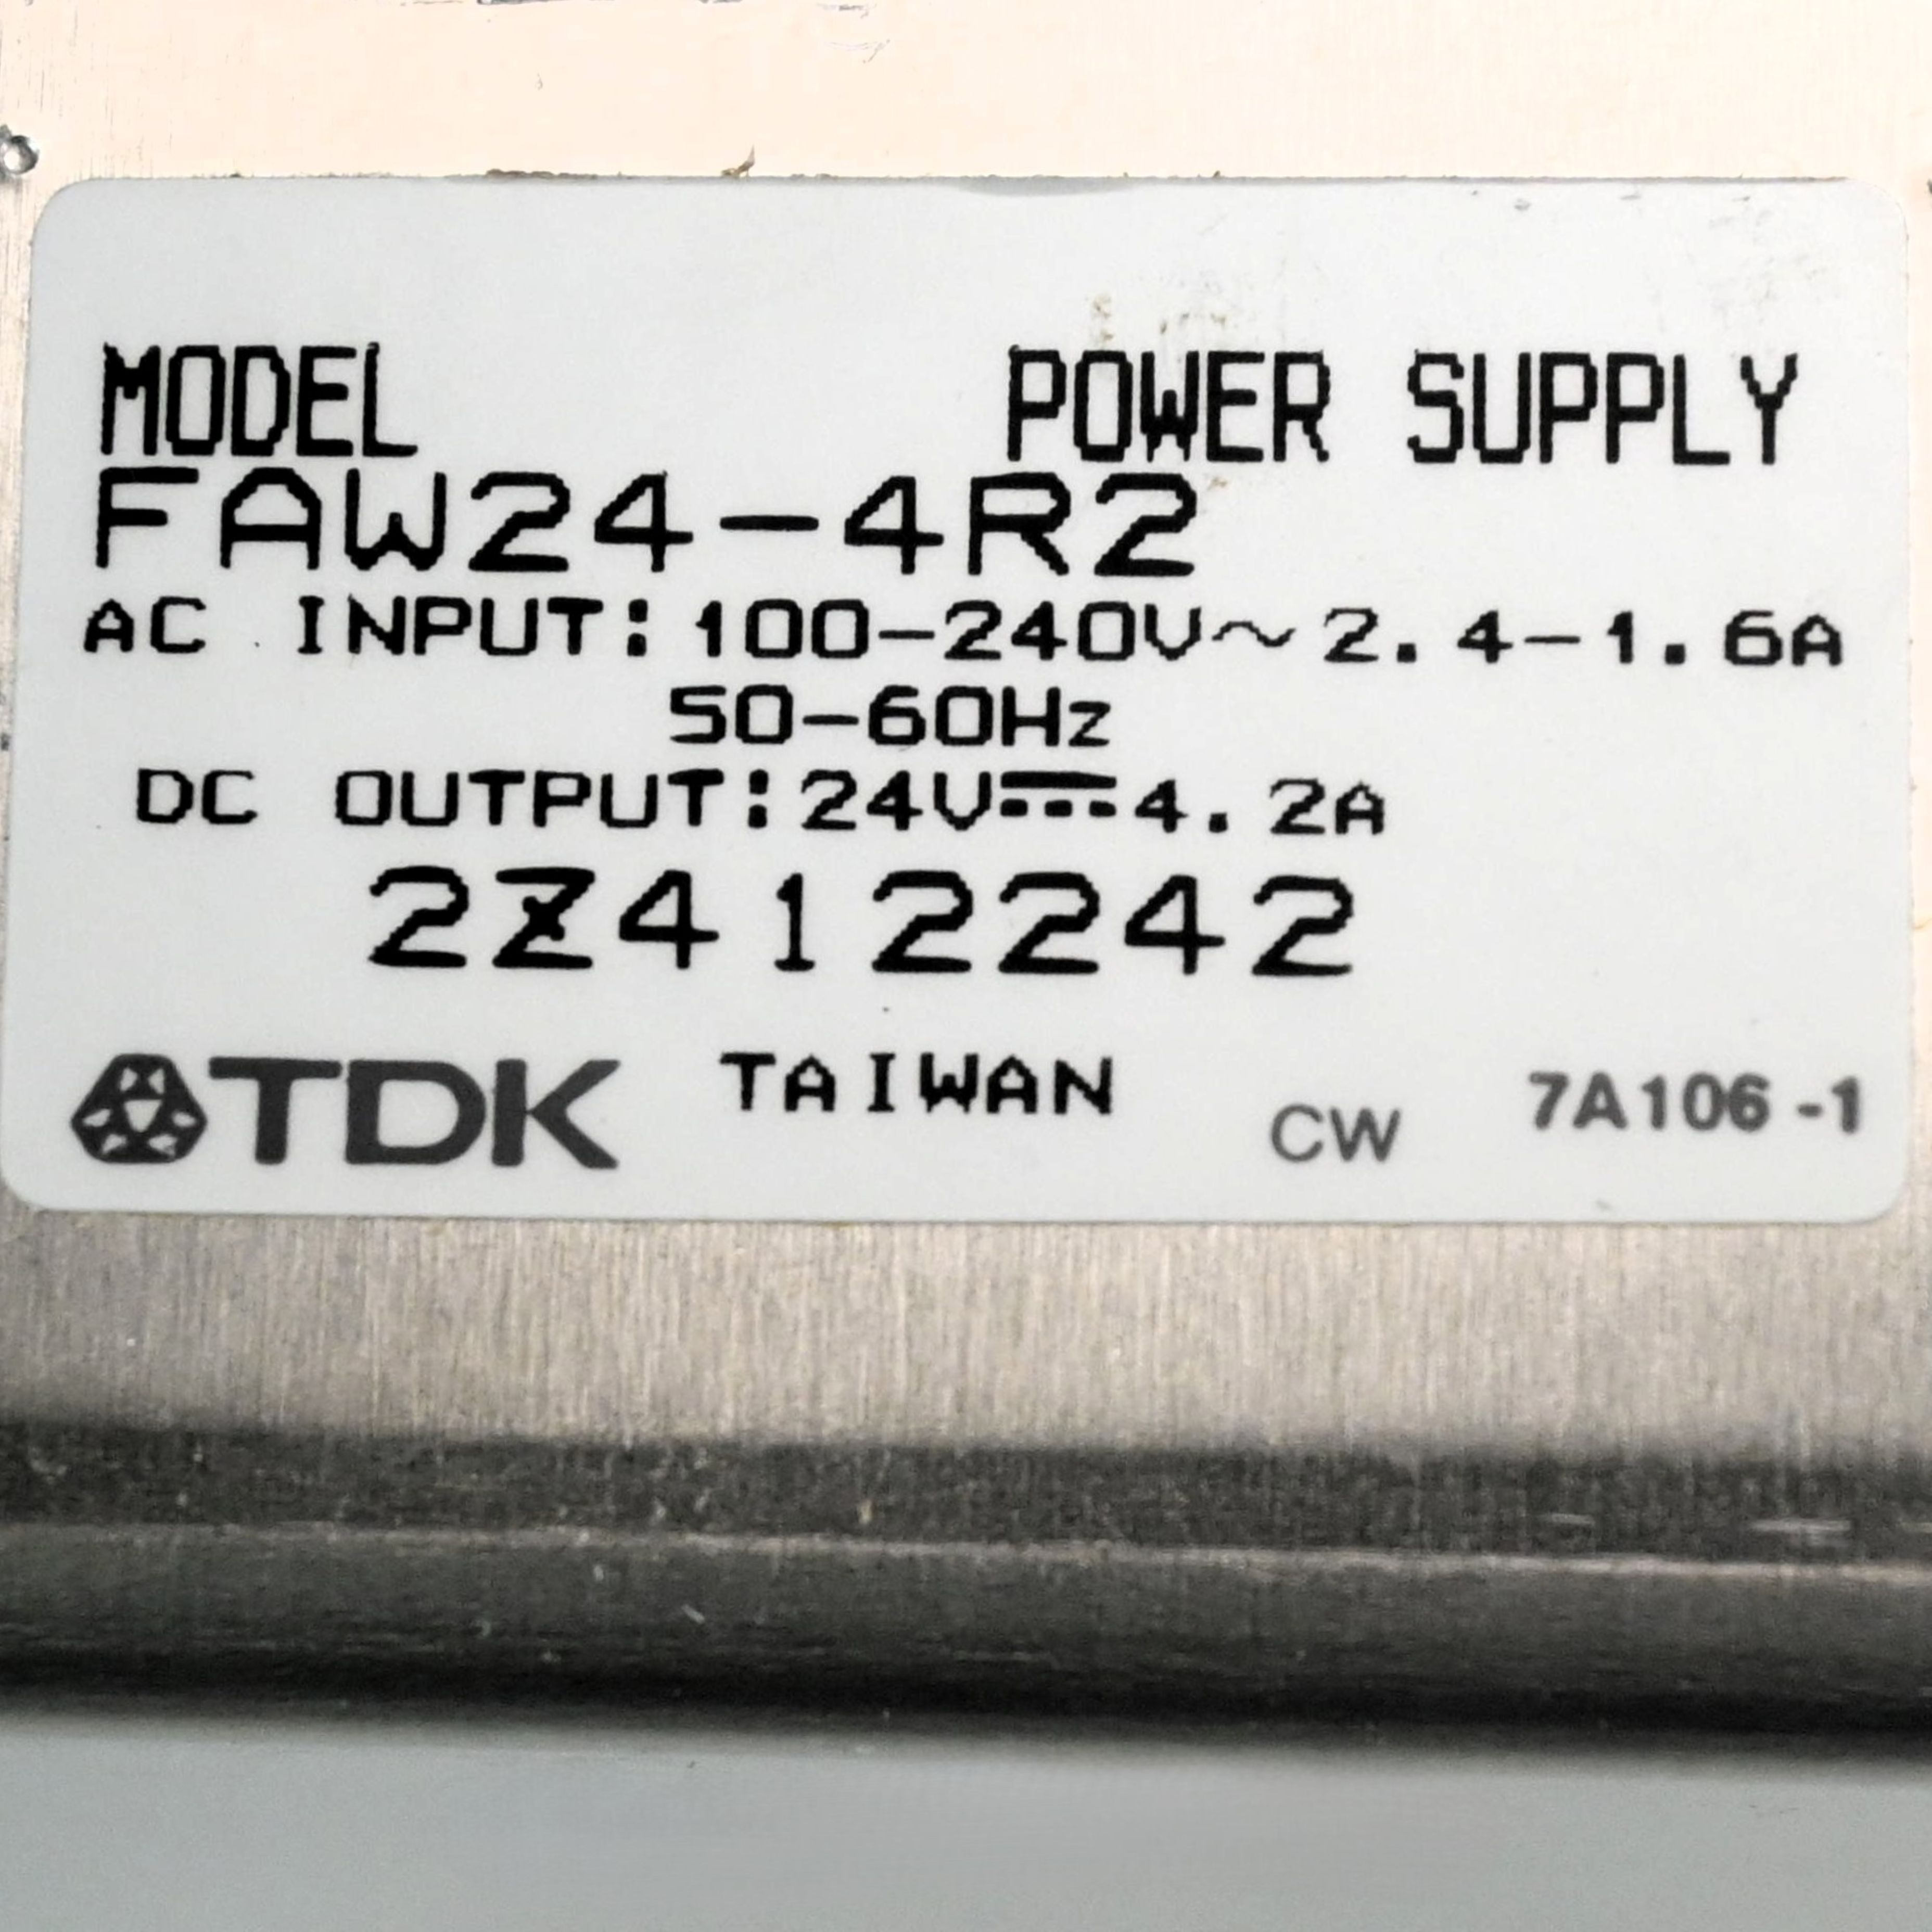 MODEL POWER SUPPLY
FAW24-4R2
AC INPUT:100-240V~2.4-1.6A
50-60Hz
DC OUTPUT:24V⎓4.2A
2Z412242
TDK TAIWAN CW 7A106-1